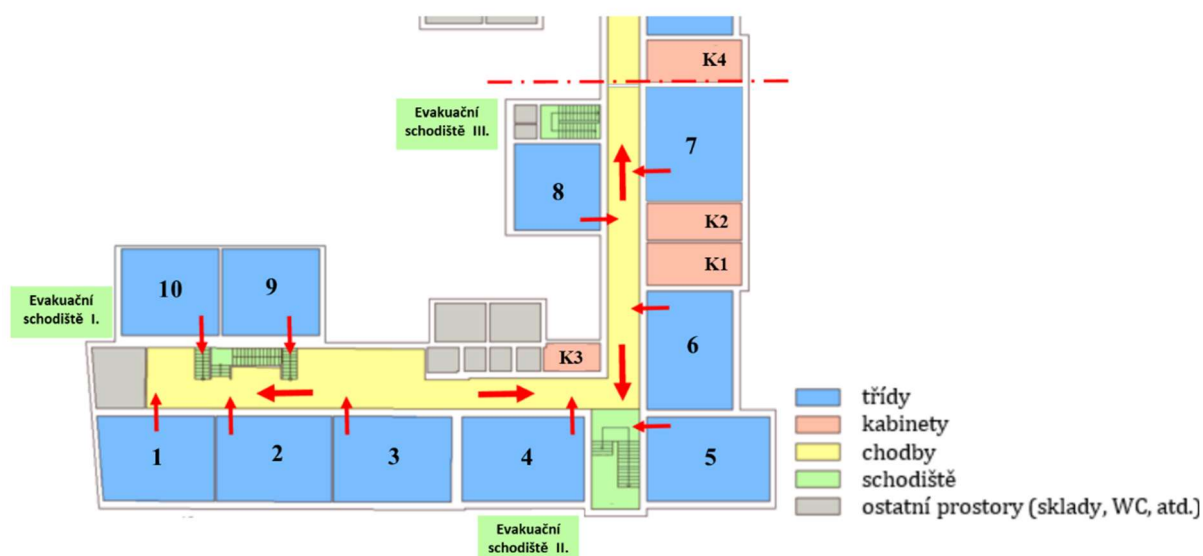 K4
Evakuační
schodiště III.
7
8
K2
K1
10
9
Evakuační
schodiště I.
6
K3
1
2
3
4
5
třídy
kabinety
chodby
schodiště
ostatní prostory (sklady, WC, atd.)
Evakuační
schodiště II.